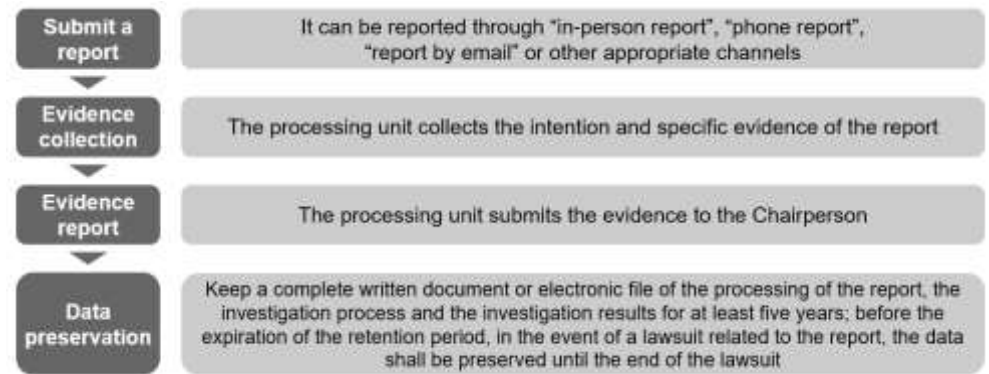 Submit a
report
It can be reported through “in-person report”, “phone report”,
“report by email” or other appropriate channels
Evidence
collection
The processing unit collects the intention and specific evidence of the report
Evidence
report
The processing unit submits the evidence to the Chairperson
Data
preservation
Keep a complete written document or electronic file of the processing of the report, the
investigation process and the investigation results for at least five years; before the
expiration of the retention period, in the event of a lawsuit related to the report, the data
shall be preserved until the end of the lawsuit